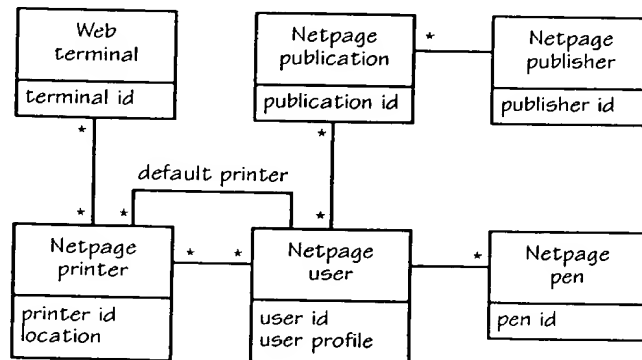 Web
terminal
terminal id
Netpage
publication
publication id
Netpage
publisher
publisher id
*
*
*
default printer
*
*
*
Netpage
printer
printer id
location
*
*
Netpage
user
user id
user profile
*
Netpage
pen
pen id